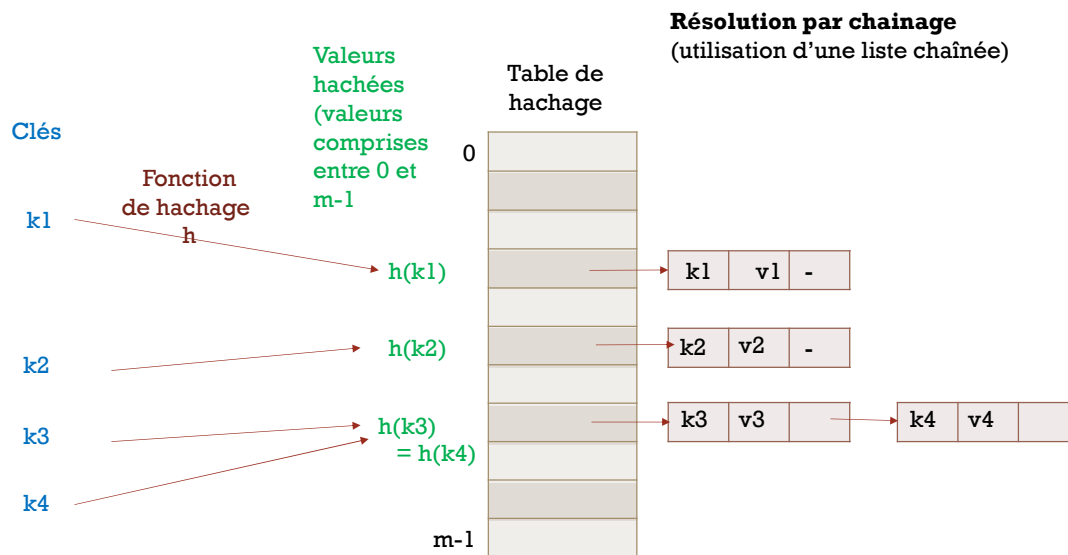 Résolution par chainage
(utilisation d'une liste chaînée)
Valeurs
hachées
(valeurs
comprises
entre 0 et
m-1
Table de
hachage
Clés
0
Fonction
de hachage
h
k1
h(k1)
k1 v1 -
k2
h(k2)
k2 v2 -
k3
h(k3)
= h(k4)
k3 v3
k4 v4
k4
m-1